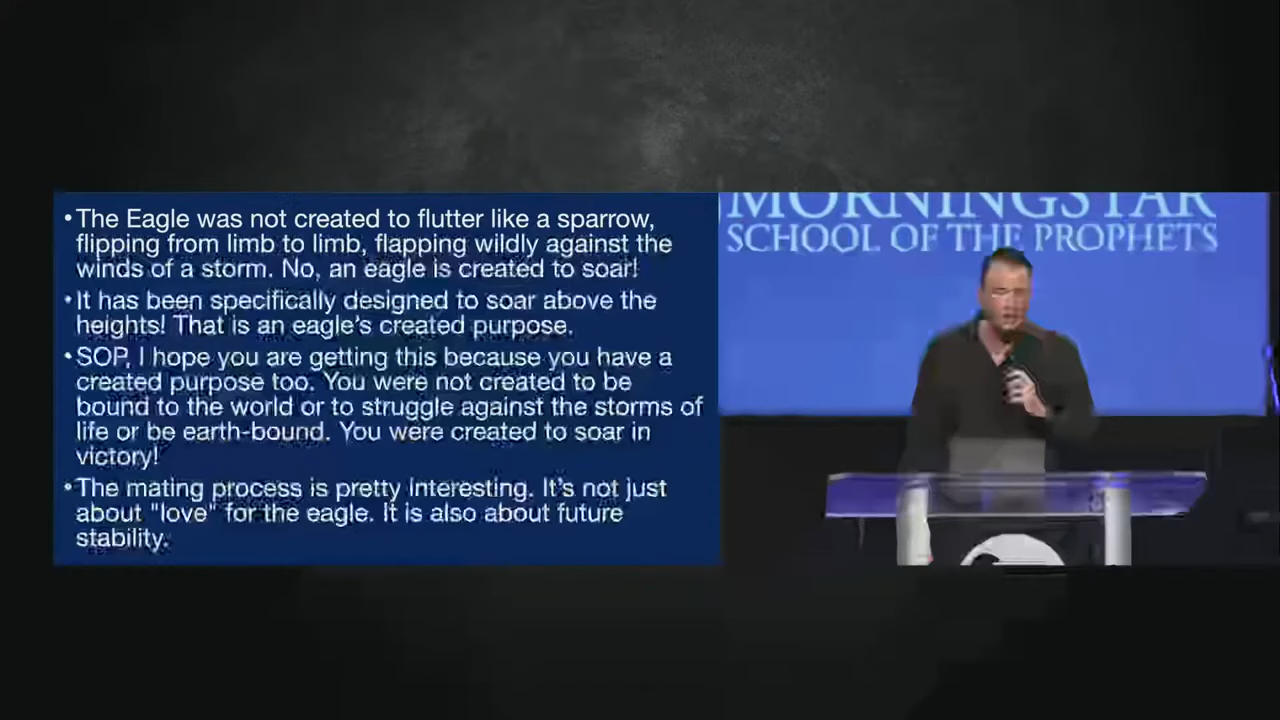 •The Eagle was not created to flutter like a sparrow,
flipping from limb to limb, flapping wildly against the
winds of a storm. No, an eagle is created to soar!
•It has been specifically designed to soar above the
heights! That is an eagle's created purpose.
•SOP, I hope you are getting this because you have a
created purpose too. You were not created to be
bound to the world or to struggle against the storms of
life or be earth-bound. You were created to soar in
victory!
•The mating process is pretty interesting. It's not just
about "love" for the eagle. It is also about future
stability.
MORNINGSTAR
SCHOOL OF THE PROPHETS